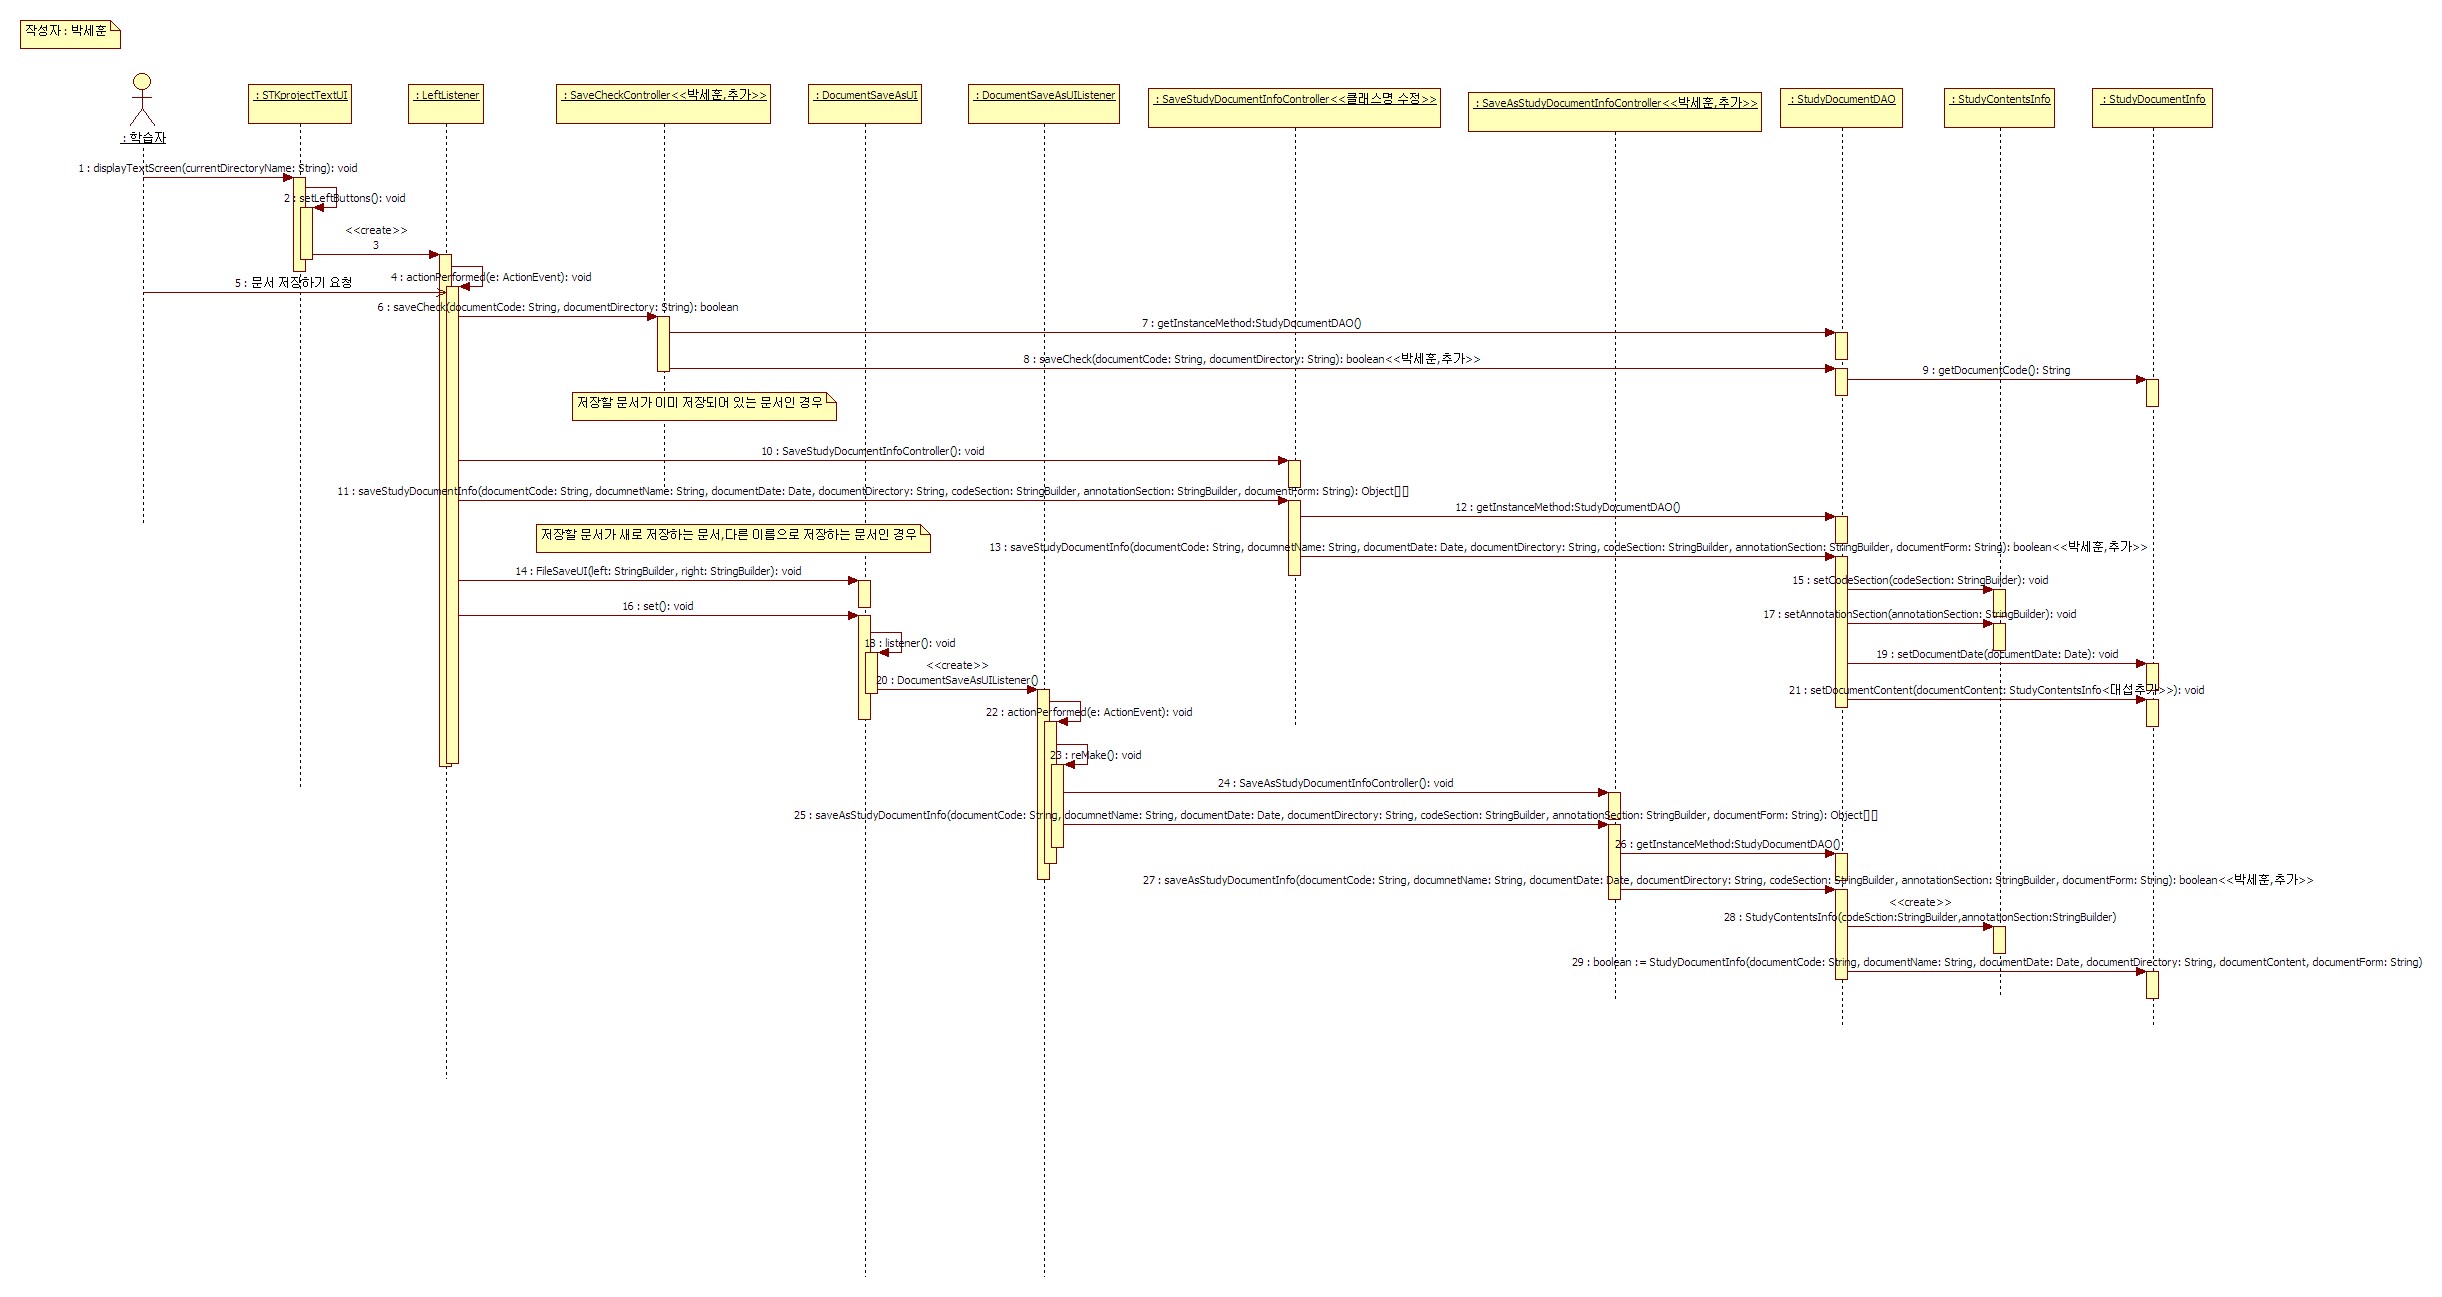 작성자 : 박세훈
: 학습자
: STKprojectTextUI
: LeftListener
: SaveCheckController<<박세훈,추가>>
: DocumentSaveAsUI
: DocumentSaveAsUIListener
: SaveStudyDocumentInfoController<<클래스명 수정>>
: SaveAsStudyDocumentInfoController<<박세훈,추가>>
: StudyDocumentDAO
: StudyContentsInfo
: StudyDocumentInfo
1 : displayTextScreen(currentDirectoryName: String): void
2 : setLeftButtons(): void
<<create>>
3
4 : actionPerformed(e: ActionEvent): void
5 : 문서 저장하기 요청
6 : saveCheck(documentCode: String, documentDirectory: String): boolean
7 : getInstanceMethod:StudyDocumentDAO()
8 : saveCheck(documentCode: String, documentDirectory: String): boolean<<박세훈,추가>>
9 : getDocumentCode(): String
저장할 문서가 이미 저장되어 있는 문서인 경우
10 : SaveStudyDocumentInfoController(): void
11 : saveStudyDocumentInfo(documentCode: String, documnetName: String, documentDate: Date, documentDirectory: String, codeSection: StringBuilder, annotationSection: StringBuilder, documentForm: String): Object[][]
12 : getInstanceMethod:StudyDocumentDAO()
저장할 문서가 새로 저장하는 문서,다른 이름으로 저장하는 문서인 경우
13 : saveStudyDocumentInfo(documentCode: String, documnetName: String, documentDate: Date, documentDirectory: String, codeSection: StringBuilder, annotationSection: StringBuilder, documentForm: String): boolean<<박세훈,추가>>
14 : FileSaveUI(left: StringBuilder, right: StringBuilder): void
15 : setCodeSection(codeSection: StringBuilder): void
16 : set(): void
17 : setAnnotationSection(annotationSection: StringBuilder): void
18 : listener(): void
19 : setDocumentDate(documentDate: Date): void
<<create>>
20 : DocumentSaveAsUIListener()
21 : setDocumentContent(documentContent: StudyContentsInfo<대섭추가>>): void
22 : actionPerformed(e: ActionEvent): void
23 : reMake(): void
24 : SaveAsStudyDocumentInfoController(): void
25 : saveAsStudyDocumentInfo(documentCode: String, documnetName: String, documentDate: Date, documentDirectory: String, codeSection: StringBuilder, annotationSection: StringBuilder, documentForm: String): Object[][]
26 : getInstanceMethod:StudyDocumentDAO()
27 : saveAsStudyDocumentInfo(documentCode: String, documnetName: String, documentDate: Date, documentDirectory: String, codeSection: StringBuilder, annotationSection: StringBuilder, documentForm: String): boolean<<박세훈,추가>>
<<create>>
28 : StudyContentsInfo(codeSction:StringBuilder,annotationSection:StringBuilder)
29 : boolean := StudyDocumentInfo(documentCode: String, documentName: String, documentDate: Date, documentDirectory: String, documentContent, documentForm: String)